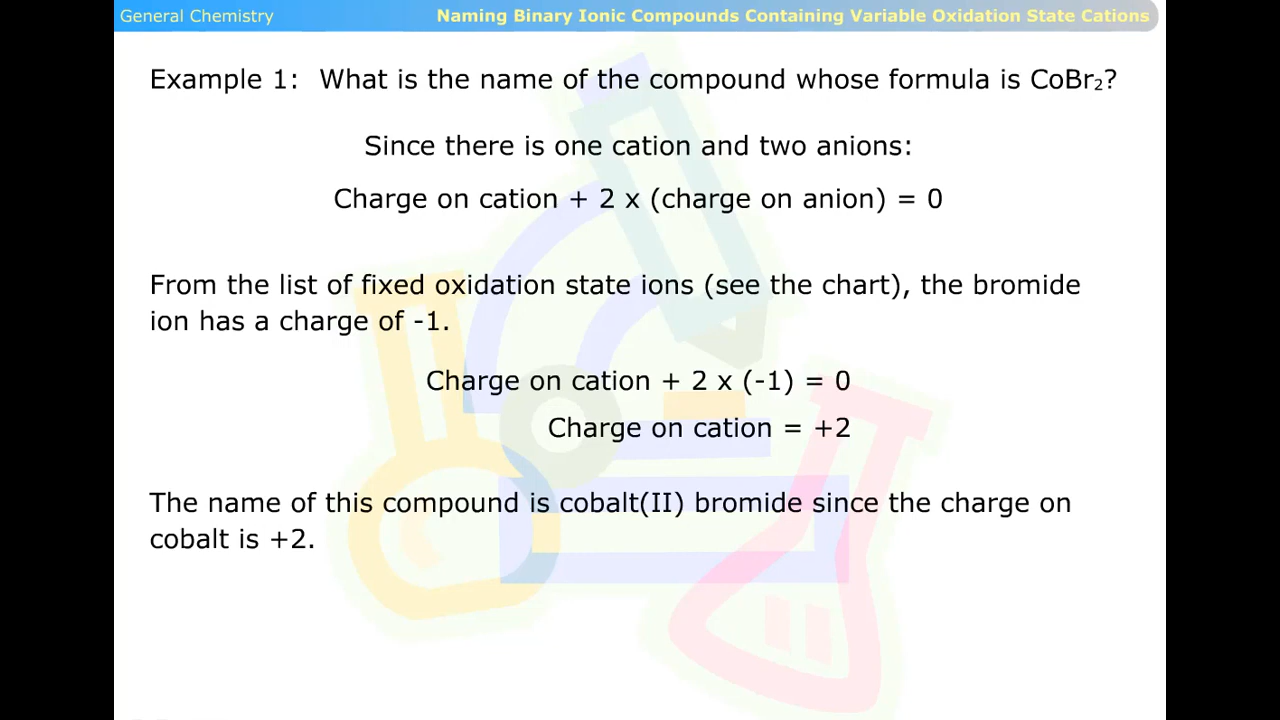 General Chemistry
Naming Binary Ionic Compounds Containing Variable Oxidation State Cations
Example 1: What is the name of the compound whose formula is CoBr₂?
Since there is one cation and two anions:
Charge on cation + 2 x (charge on anion) = 0
From the list of fixed oxidation state ions (see the chart), the bromide
ion has a charge of -1.
Charge on cation + 2 x (-1) = 0
Charge on cation = +2
The name of this compound is cobalt(II) bromide since the charge on
cobalt is +2.